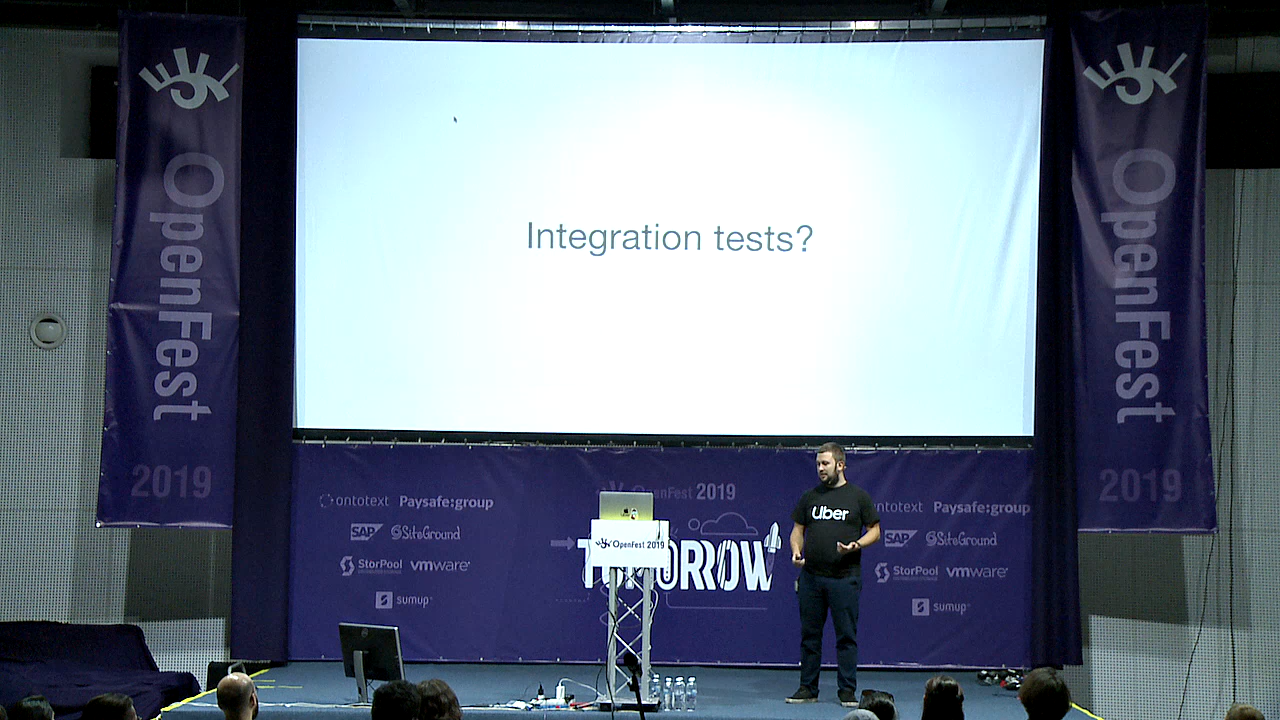 Integration tests?
OpenFest
2019
OpenFest
2019
ontotext Paysafe:group
SAP SiteGround
StorPool vmware
sumup
OpenFest 2019
OpenFest 2019
Uber
ntotext Paysafe:group
SAP SiteGround
StorPool vmware
sumup